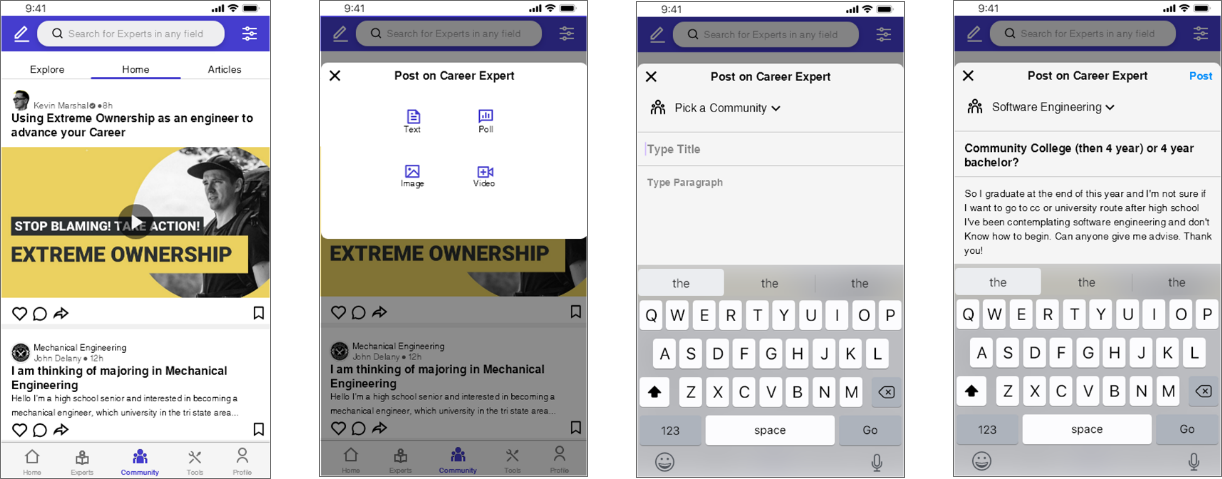 9:41
Search for Experts in any field
Explore Home Articles
Kevin Marshal 8h
Using Extreme Ownership as an engineer to
advance your Career
STOP BLAMING! TAKE ACTION!
EXTREME OWNERSHIP
Mechanical Engineering
John Delany • 12h
I am thinking of majoring in Mechanical
Engineering
Hello I'm a high school senior and interested in becoming a
mechanical engineer, which university in the tri state area...
Home Experts Community Tools Profile
9:41
Search for Experts in any field
Post on Career Expert
Text Poll
Image Video
EXTREME OWNERSHIP
Mechanical Engineering
John Delany • 12h
I am thinking of majoring in Mechanical
Engineering
Hello I'm a high school senior and interested in becoming a
mechanical engineer, which university in the tri state area...
Home Experts Community Tools Profile
9:41
Search for Experts in any field
Post on Career Expert
Pick a Community
Type Title
Type Paragraph
the the the
Q W E R T Y U I O P
A S D F G H J K L
Z X C V B N M
123 space Go
9:41
Search for Experts in any field
Post on Career Expert Post
Software Engineering
Community College (then 4 year) or 4 year
bachelor?
So I graduate at the end of this year and I'm not sure if
I want to go to cc or university route after high school
I've been contemplating software engineering and don't
Know how to begin. Can anyone give me advise. Thank
you!
the the the
Q W E R T Y U I O P
A S D F G H J K L
Z X C V B N M
123 space Go